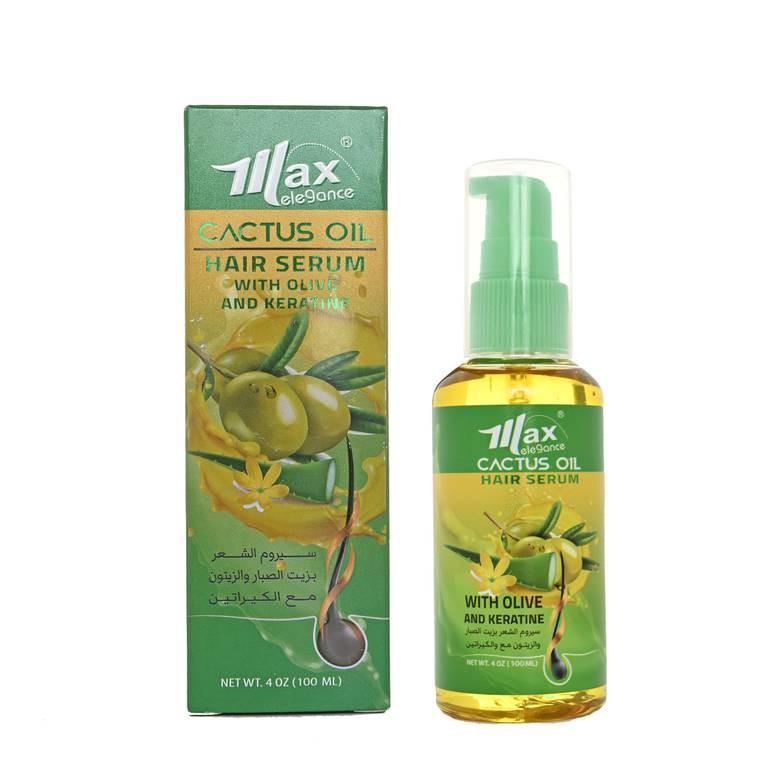 Max ®
elegance
CACTUS OIL
HAIR SERUM
WITH OLIVE
AND KERATINE
سيروم الشعر
بزيت الصبار والزيتون
مع الكيراتين
NET WT. 4 OZ (100 ML)
Max ®
elegance
CACTUS OIL
HAIR SERUM
WITH OLIVE
AND KERATINE
سيروم الشعر بزيت الصبار
والزيتون مع والكيراتين
NET WT. 4 OZ (100 ML)